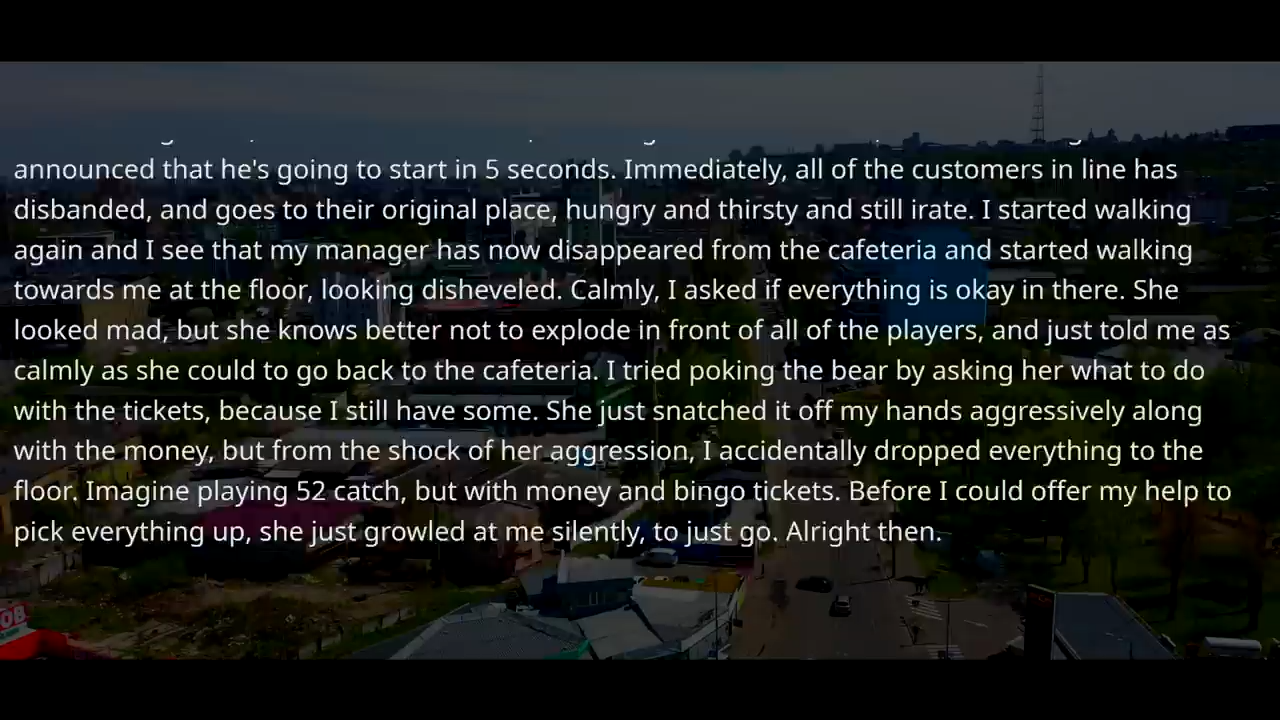 announced that he's going to start in 5 seconds. Immediately, all of the customers in line has
disbanded, and goes to their original place, hungry and thirsty and still irate. I started walking
again and I see that my manager has now disappeared from the cafeteria and started walking
towards me at the floor, looking disheveled. Calmly, I asked if everything is okay in there. She
looked mad, but she knows better not to explode in front of all of the players, and just told me as
calmly as she could to go back to the cafeteria. I tried poking the bear by asking her what to do
with the tickets, because I still have some. She just snatched it off my hands aggressively along
with the money, but from the shock of her aggression, I accidentally dropped everything to the
floor. Imagine playing 52 catch, but with money and bingo tickets. Before I could offer my help to
pick everything up, she just growled at me silently, to just go. Alright then.